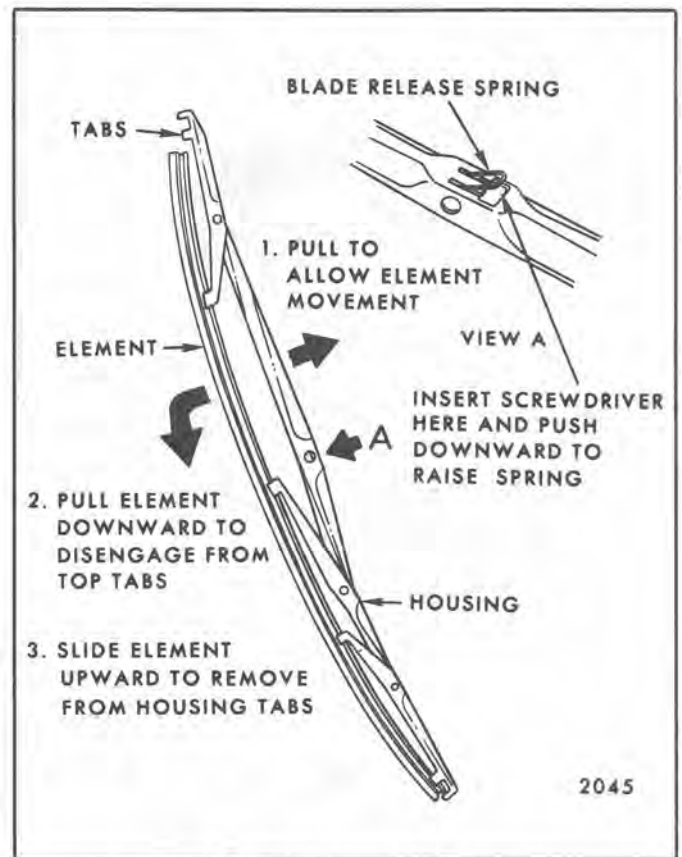 BLADE RELEASE SPRING
TABS
1. PULL TO
ALLOW ELEMENT
MOVEMENT
ELEMENT
VIEW A
A
INSERT SCREWDRIVER
HERE AND PUSH
DOWNWARD TO
RAISE SPRING
2. PULL ELEMENT
DOWNWARD TO
DISENGAGE FROM
TOP TABS
HOUSING
3. SLIDE ELEMENT
UPWARD TO REMOVE
FROM HOUSING TABS
2045